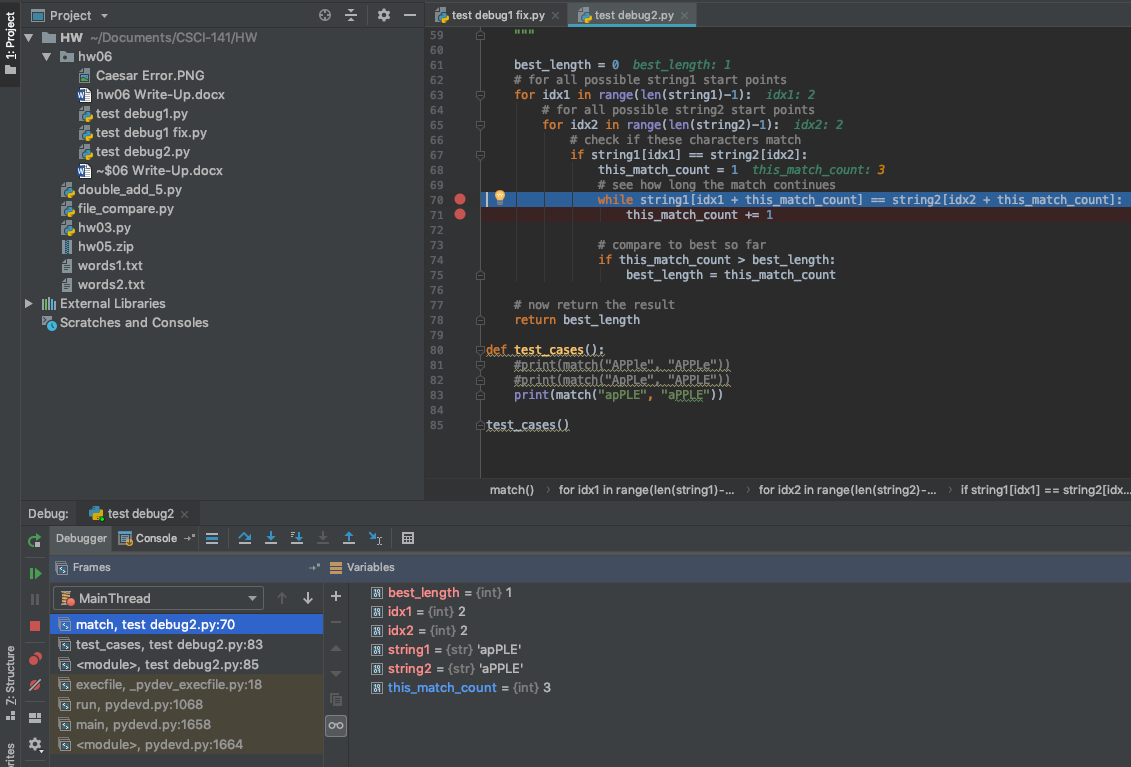 Project
test debug1 fix.py
test debug2.py
1: Project
HW ~/Documents/CSCI-141/HW
hw06
Caesar Error.PNG
hw06 Write-Up.docx
test debug1.py
test debug1 fix.py
test debug2.py
~$06 Write-Up.docx
double_add_5.py
file_compare.py
hw03.py
hw05.zip
words1.txt
words2.txt
External Libraries
Scratches and Consoles
59 """
60
61 best_length = 0 best_length: 1
62 # for all possible string1 start points
63 for idx1 in range(len(string1)-1): idx1: 2
64 # for all possible string2 start points
65 for idx2 in range(len(string2)-1): idx2: 2
66 # check if these characters match
67 if string1[idx1] == string2[idx2]:
68 this_match_count = 1 this_match_count: 3
69 # see how long the match continues
70 while string1[idx1 + this_match_count] == string2[idx2 + this_match_count]:
71 this_match_count += 1
72
73 # compare to best so far
74 if this_match_count > best_length:
75 best_length = this_match_count
76
77 # now return the result
78 return best_length
79
80 def test_cases():
81 #print(match("APPle", "APPLe"))
82 #print(match("ApPLe", "APPLE"))
83 print(match("apPLE", "aPPLE"))
84
85 test_cases()
match() › for idx1 in range(len(string1)-... › for idx2 in range(len(string2)-... › if string1[idx1] == string2[idx...
Debug: test debug2
Debugger Console
Frames
Variables
MainThread
match, test debug2.py:70
test_cases, test debug2.py:83
<module>, test debug2.py:85
execfile, _pydev_execfile.py:18
run, pydevd.py:1068
main, pydevd.py:1658
<module>, pydevd.py:1664
best_length = {int} 1
idx1 = {int} 2
idx2 = {int} 2
string1 = {str} 'apPLE'
string2 = {str} 'aPPLE'
this_match_count = {int} 3
Z: Structure
rites